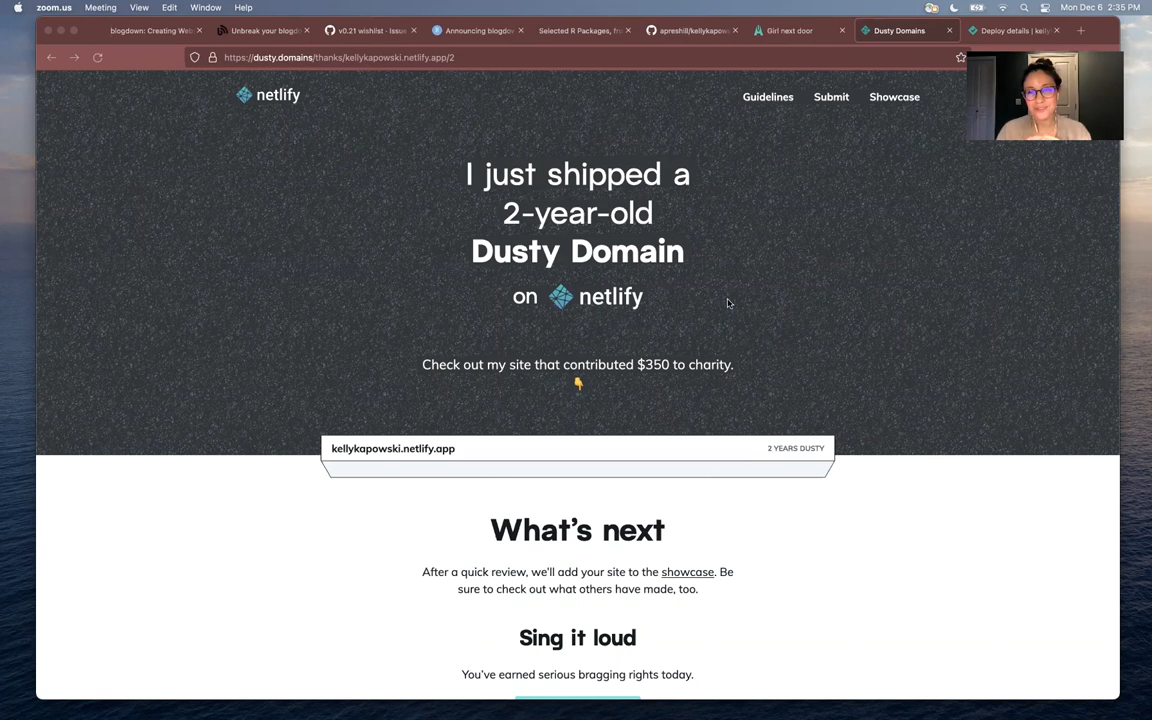 zoom.us Meeting View Edit Window Help Mon Dec 6 2:35 PM
blogdown: Creating Web
Unbreak your blogdo
v0.21 wishlist · Issue
Announcing blogdow
Selected R Packages, fro
apreshill/kellykapows
Girl next door
Dusty Domains
Deploy details | kelly
https://dusty.domains/thanks/kellykapowski.netlify.app/2
netlify
Guidelines Submit Showcase
I just shipped a
2-year-old
Dusty Domain
on netlify
Check out my site that contributed $350 to charity.
kellykapowski.netlify.app 2 YEARS DUSTY
What's next
After a quick review, we'll add your site to the showcase. Be
sure to check out what others have made, too.
Sing it loud
You've earned serious bragging rights today.